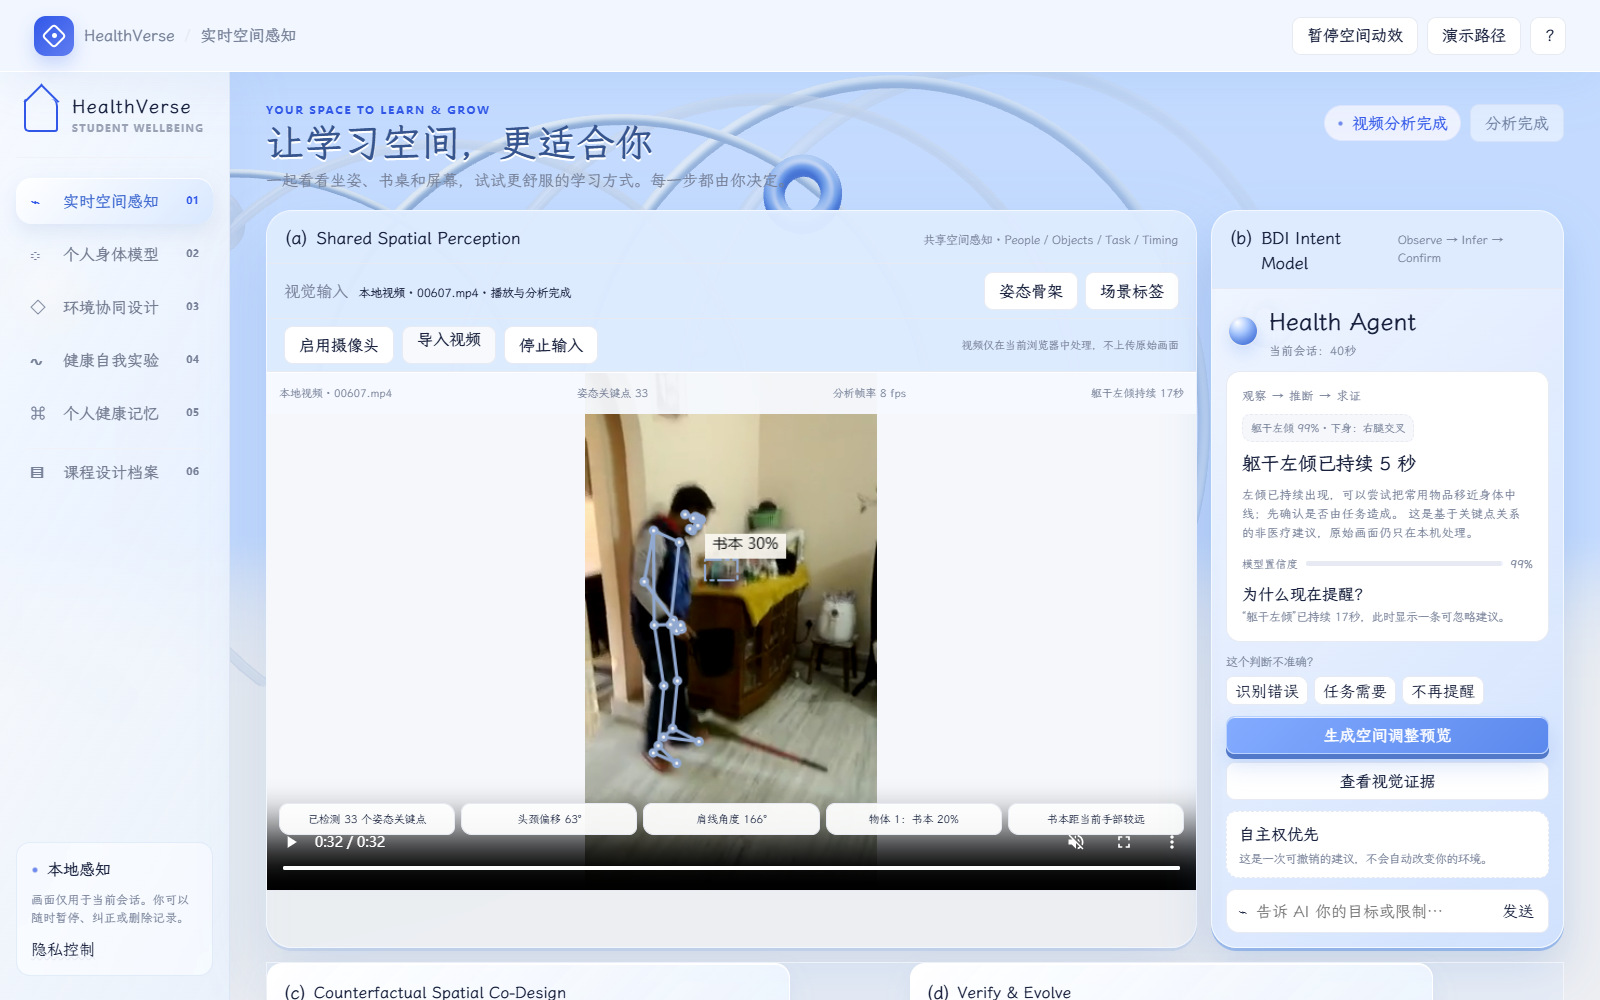 HealthVerse / 实时空间感知
暂停空间动效
演示路径
?
HealthVerse
STUDENT WELLBEING
实时空间感知 01
个人身体模型 02
环境协同设计 03
健康自我实验 04
个人健康记忆 05
课程设计档案 06
本地感知
画面仅用于当前会话。你可以
随时暂停、纠正或删除记录。
隐私控制
YOUR SPACE TO LEARN & GROW
让学习空间，更适合你
一起看看坐姿、书桌和屏幕，试试更舒服的学习方式。每一步都由你决定。
视频分析完成
分析完成
(a) Shared Spatial Perception
共享空间感知 · People / Objects / Task / Timing
视觉输入 本地视频 · 00607.mp4 · 播放与分析完成
姿态骨架
场景标签
启用摄像头
导入视频
停止输入
视频仅在当前浏览器中处理，不上传原始画面
本地视频 · 00607.mp4
姿态关键点 33
分析帧率 8 fps
躯干左倾持续 17秒
书本 30%
已检测 33 个姿态关键点
头颈偏移 63°
肩线角度 166°
物体 1：书本 20%
书本距当前手部较远
0:32 / 0:32
(b) BDI Intent
Model
Observe → Infer →
Confirm
Health Agent
当前会话：40秒
观察 → 推断 → 求证
躯干左倾 99% · 下身：右腿交叉
躯干左倾已持续 5 秒
左倾已持续出现，可以尝试把常用物品移近身体中
线；先确认是否由任务造成。 这是基于关键点关系
的非医疗建议，原始画面仍只在本机处理。
模型置信度 99%
为什么现在提醒？
“躯干左倾”已持续 17秒，此时显示一条可忽略建议。
这个判断不准确？
识别错误
任务需要
不再提醒
生成空间调整预览
查看视觉证据
自主权优先
这是一次可撤销的建议，不会自动改变你的环境。
告诉 AI 你的目标或限制…
发送
(c) Counterfactual Spatial Co-Design
(d) Verify & Evolve